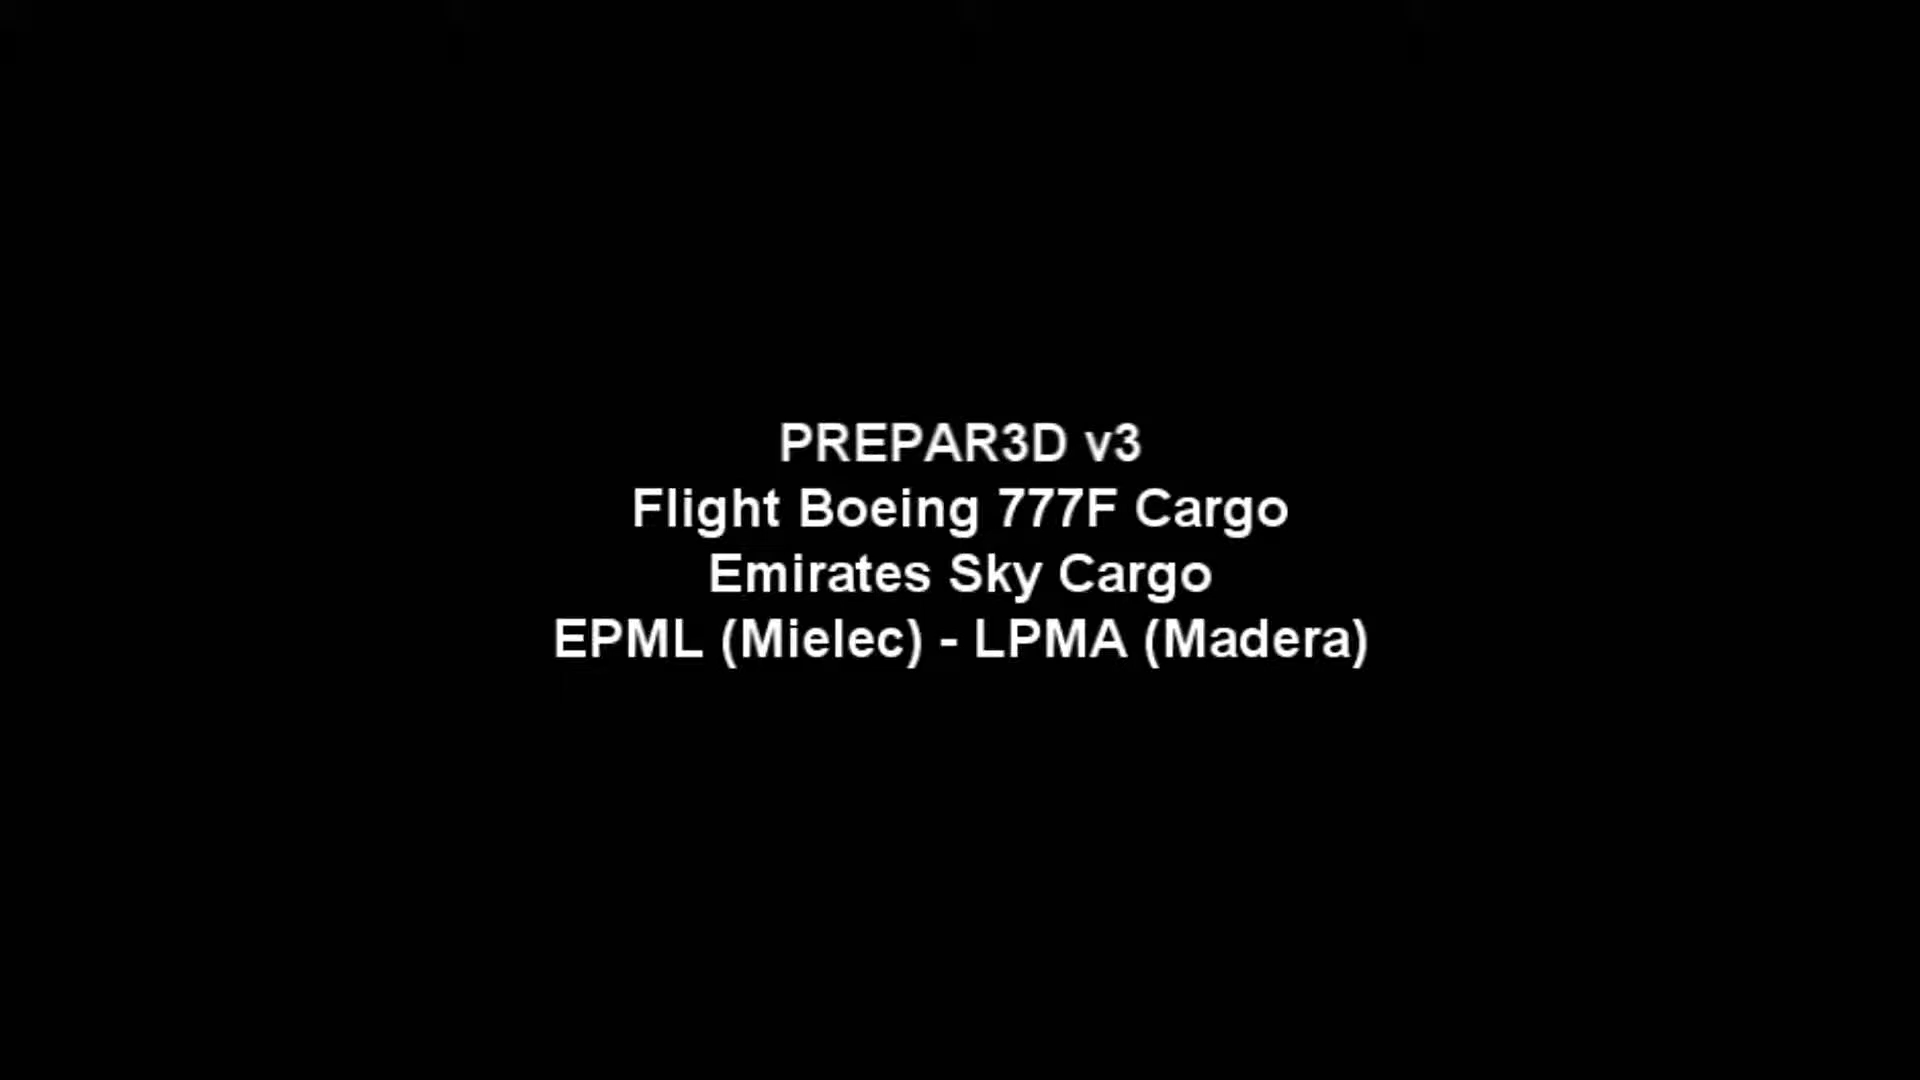 PREPAR3D v3
Flight Boeing 777F Cargo
Emirates Sky Cargo
EPML (Mielec) - LPMA (Madera)